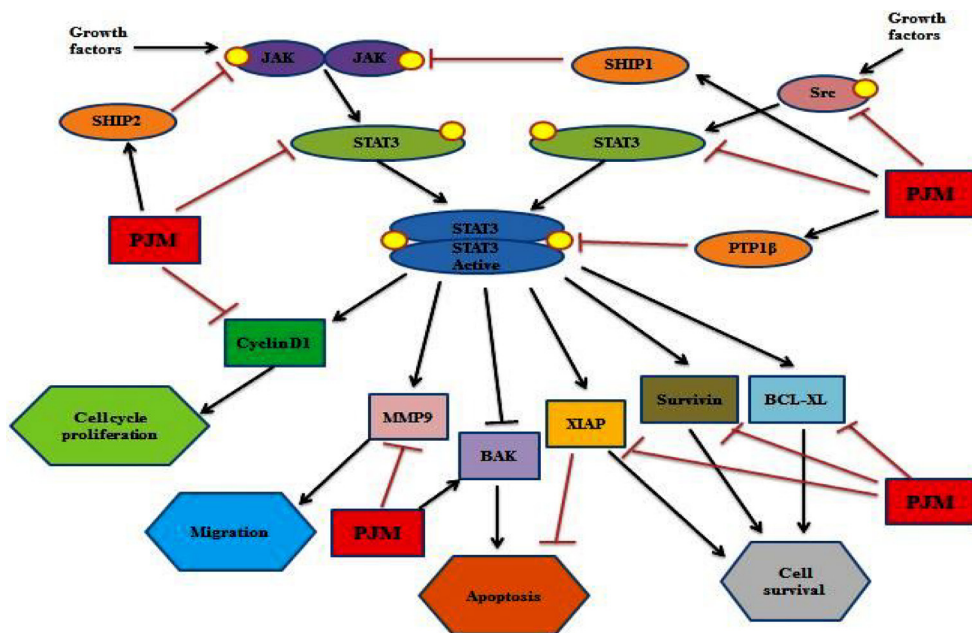 Growth
factors
Growth
factors
JAK
JAK
SHIP1
Src
SHIP2
STAT3
STAT3
PJM
PJM
STAT3
STAT3
Active
PTP1β
CyclinD1
Cell cycle
proliferation
MMP9
XIAP
Survivin
BCL-XL
BAK
PJM
Migration
PJM
Apoptosis
Cell
survival